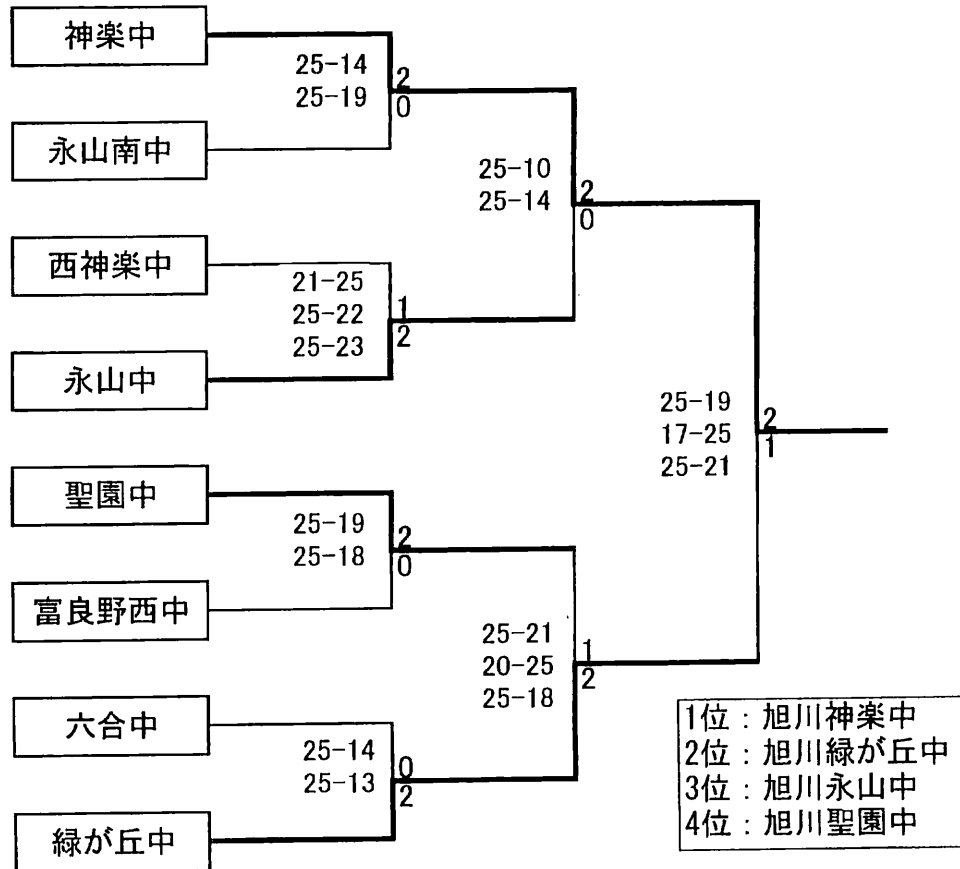 神楽中
25-14
25-19
2
0
永山南中
25-10
25-14
2
0
西神楽中
21-25
25-22
25-23
1
2
永山中
25-19
17-25
25-21
2
1
聖園中
25-19
25-18
2
0
富良野西中
25-21
20-25
25-18
1
2
六合中
25-14
25-13
0
2
緑が丘中
1位：旭川神楽中
2位：旭川緑が丘中
3位：旭川永山中
4位：旭川聖園中